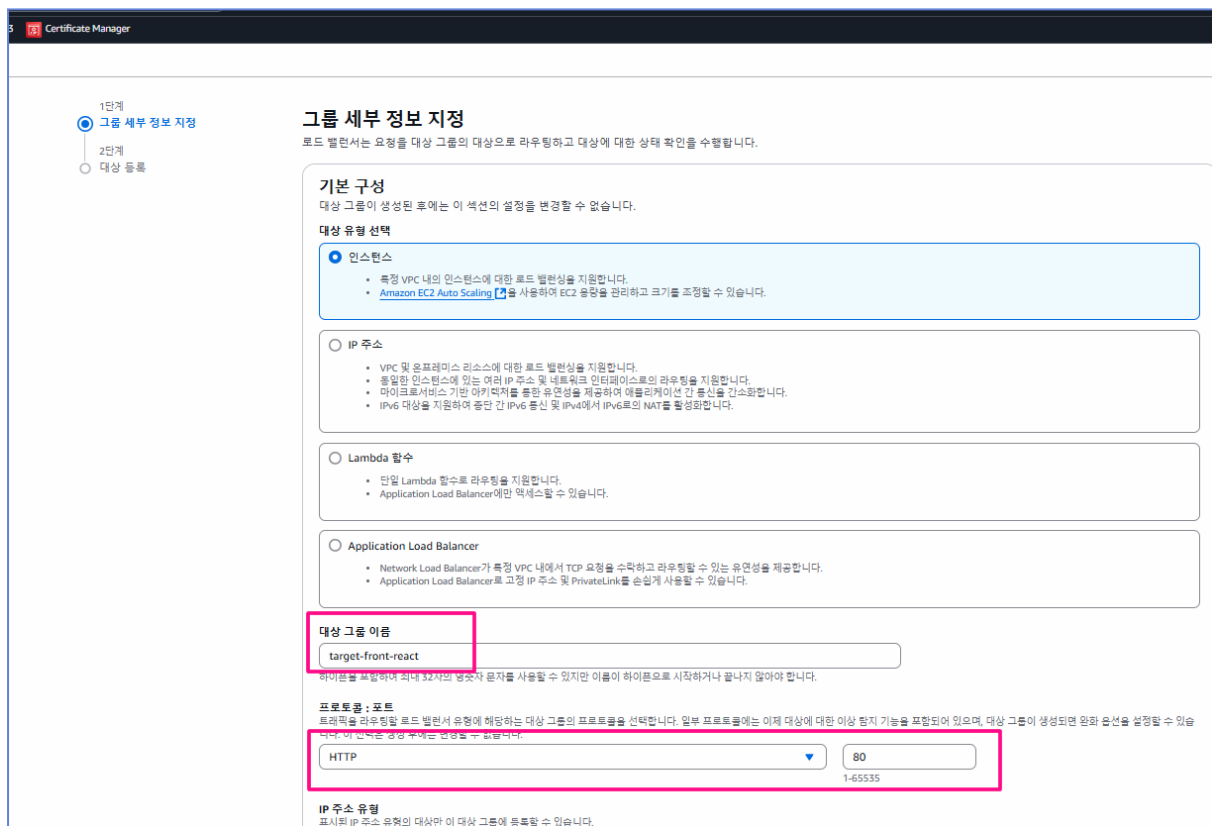 3 Certificate Manager
1단계
그룹 세부 정보 지정
2단계
대상 등록
그룹 세부 정보 지정
로드 밸런서는 요청을 대상 그룹의 대상으로 라우팅하고 대상에 대한 상태 확인을 수행합니다.
기본 구성
대상 그룹이 생성된 후에는 이 섹션의 설정을 변경할 수 없습니다.
대상 유형 선택
인스턴스
• 특정 VPC 내의 인스턴스에 대한 로드 밸런싱을 지원합니다.
• Amazon EC2 Auto Scaling을 사용하여 EC2 용량을 관리하고 크기를 조정할 수 있습니다.
IP 주소
• VPC 및 온프레미스 리소스에 대한 로드 밸런싱을 지원합니다.
• 동일한 인스턴스에 있는 여러 IP 주소 및 네트워크 인터페이스로의 라우팅을 지원합니다.
• 마이크로서비스 기반 아키텍처를 통한 유연성을 제공하여 애플리케이션 간 통신을 간소화합니다.
• IPv6 대상을 지원하여 종단 간 IPv6 통신 및 IPv4에서 IPv6로의 NAT를 활성화합니다.
Lambda 함수
• 단일 Lambda 함수로 라우팅을 지원합니다.
• Application Load Balancer에만 액세스할 수 있습니다.
Application Load Balancer
• Network Load Balancer가 특정 VPC 내에서 TCP 요청을 수락하고 라우팅할 수 있는 유연성을 제공합니다.
• Application Load Balancer로 고정 IP 주소 및 PrivateLink를 손쉽게 사용할 수 있습니다.
대상 그룹 이름
target-front-react
하이픈을 포함하여 최대 32자의 영숫자 문자를 사용할 수 있지만 이름이 하이픈으로 시작하거나 끝나지 않아야 합니다.
프로토콜 : 포트
트래픽을 라우팅할 로드 밸런서 유형에 해당하는 대상 그룹의 프로토콜을 선택합니다. 일부 프로토콜에는 이제 대상에 대한 이상 탐지 기능을 포함되어 있으며, 대상 그룹이 생성되면 완화 옵션을 설정할 수 있습
니다. 이 선택은 생성 후에는 변경할 수 없습니다.
HTTP 80
1-65535
IP 주소 유형
표시된 IP 주소 유형의 대상만 이 대상 그룹에 등록할 수 있습니다.